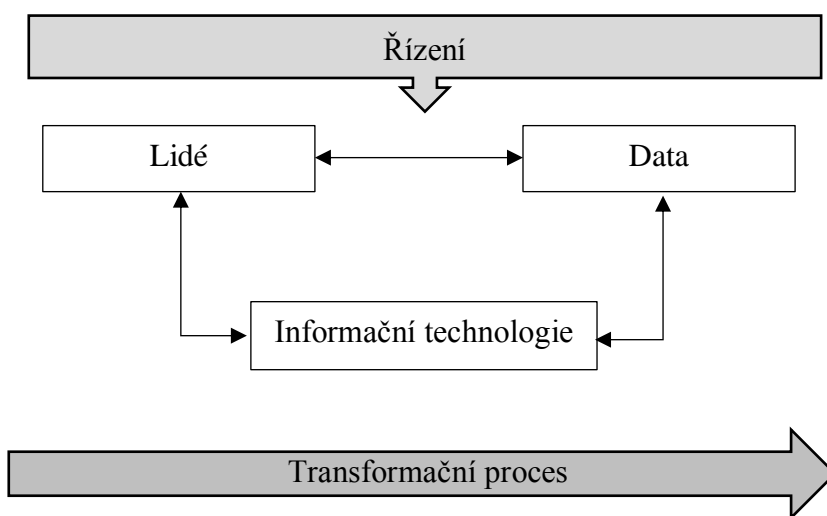 Řízení
Lidé
Data
Informační technologie
Transformační proces